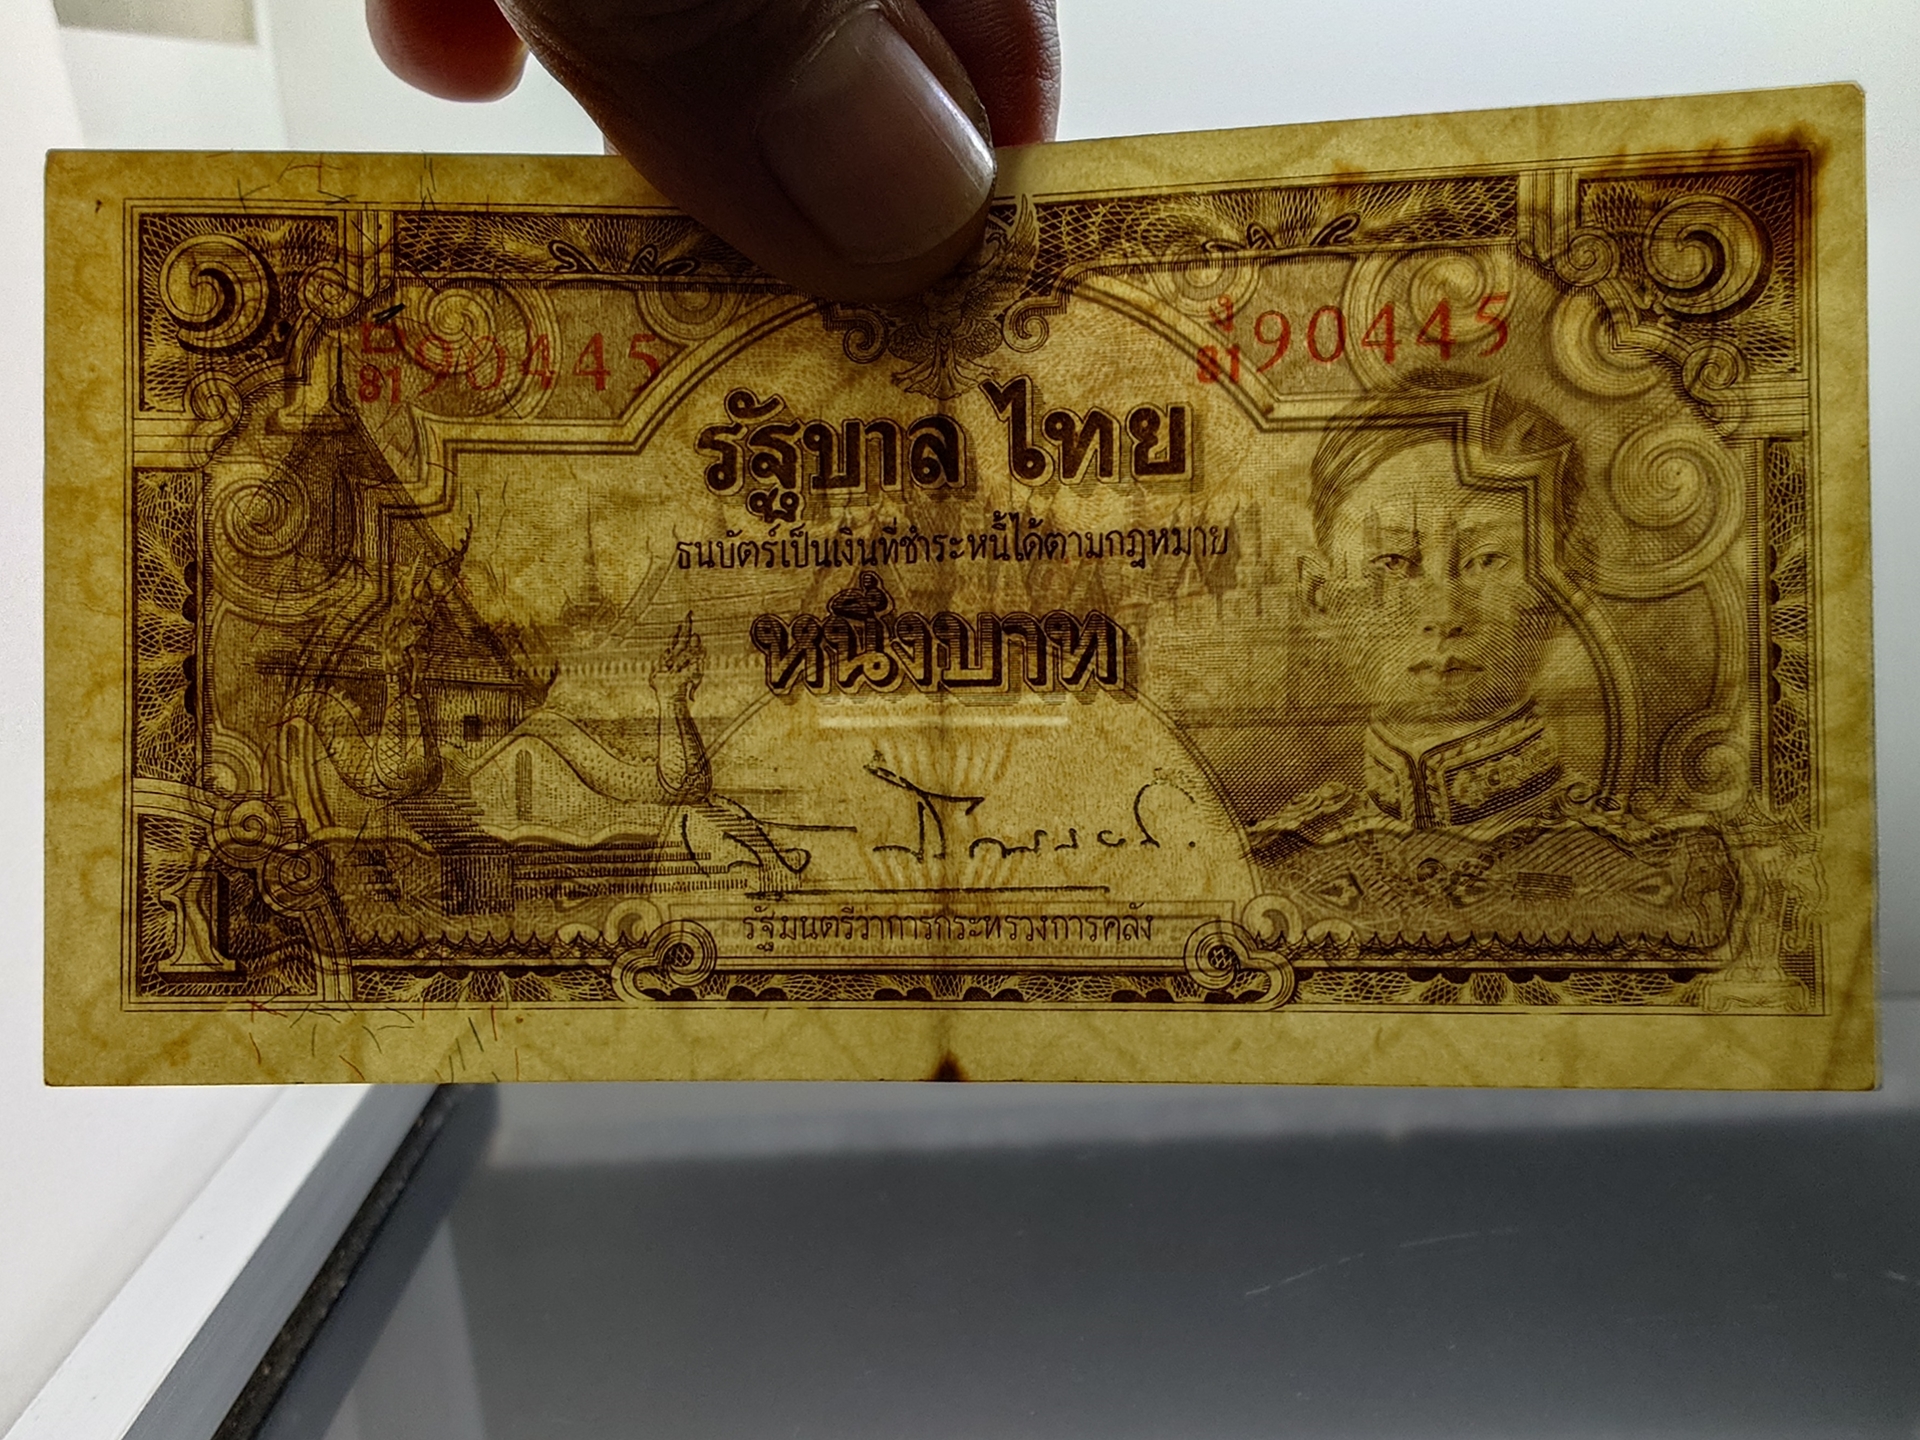 ๑ ๑
90445 90445
81 81
รัฐบาลไทย
ธนบัตร์เป็นเงินที่ชำระหนี้ได้ตามกฎหมาย
หนึ่งบาท
รัฐมนตรีว่าการกระทรวงการคลัง
1